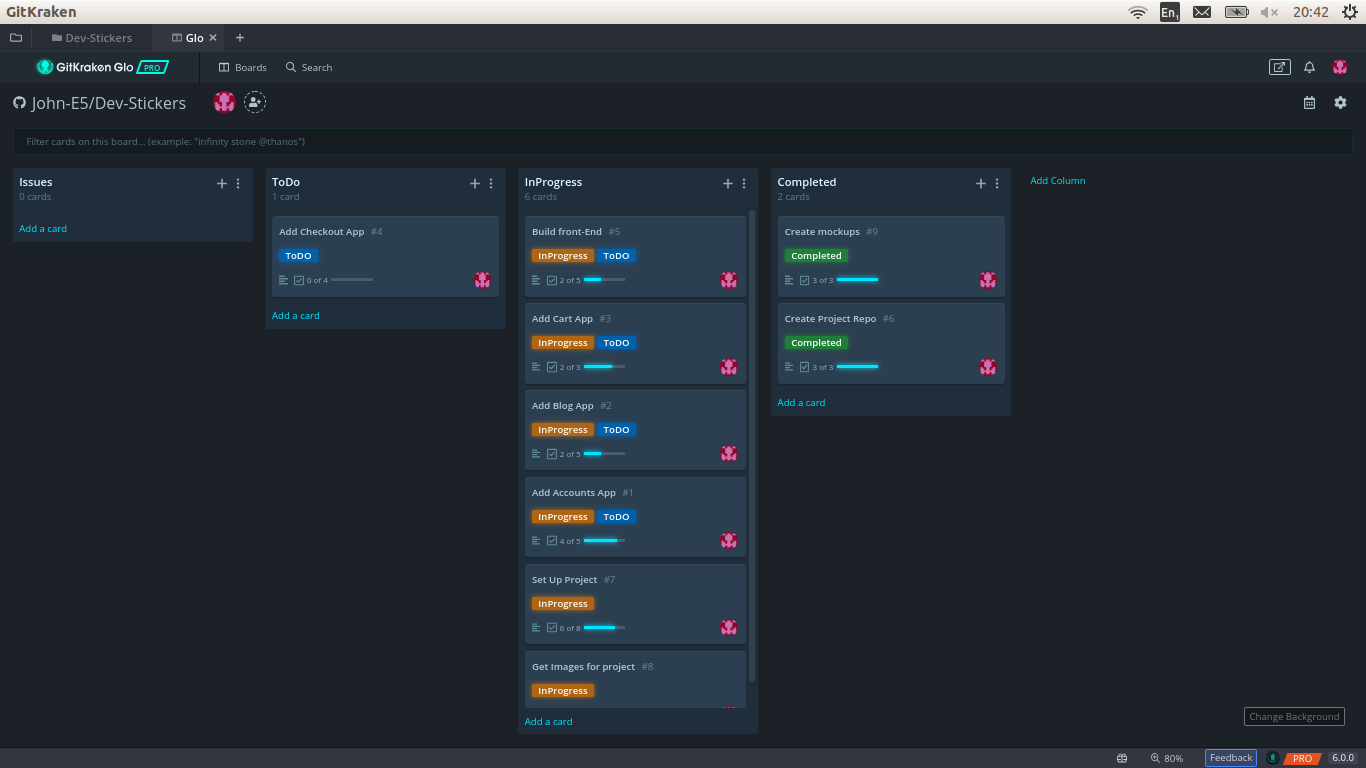 GitKraken
En1
20:42
Dev-Stickers
Glo
GitKraken Glo PRO
Boards
Search
John-E5/Dev-Stickers
Filter cards on this board... (example: "infinity stone @thanos")
Issues
0 cards
Add a card
ToDo
1 card
Add Checkout App #4
ToDO
0 of 4
Add a card
InProgress
6 cards
Build front-End #5
InProgress ToDO
2 of 5
Add Cart App #3
InProgress ToDO
2 of 3
Add Blog App #2
InProgress ToDO
2 of 5
Add Accounts App #1
InProgress ToDO
4 of 5
Set Up Project #7
InProgress
6 of 8
Get Images for project #8
InProgress
Add a card
Completed
2 cards
Create mockups #9
Completed
3 of 3
Create Project Repo #6
Completed
3 of 3
Add a card
Add Column
Change Background
80%
Feedback
PRO
6.0.0